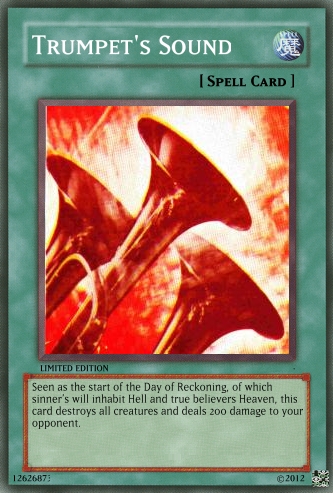 Trumpet's Sound
魔
[ Spell Card ]
LIMITED EDITION
Seen as the start of the Day of Reckoning, of which
sinner's will inhabit Hell and true believers Heaven, this
card destroys all creatures and deals 200 damage to your
opponent.
1262687
©2012